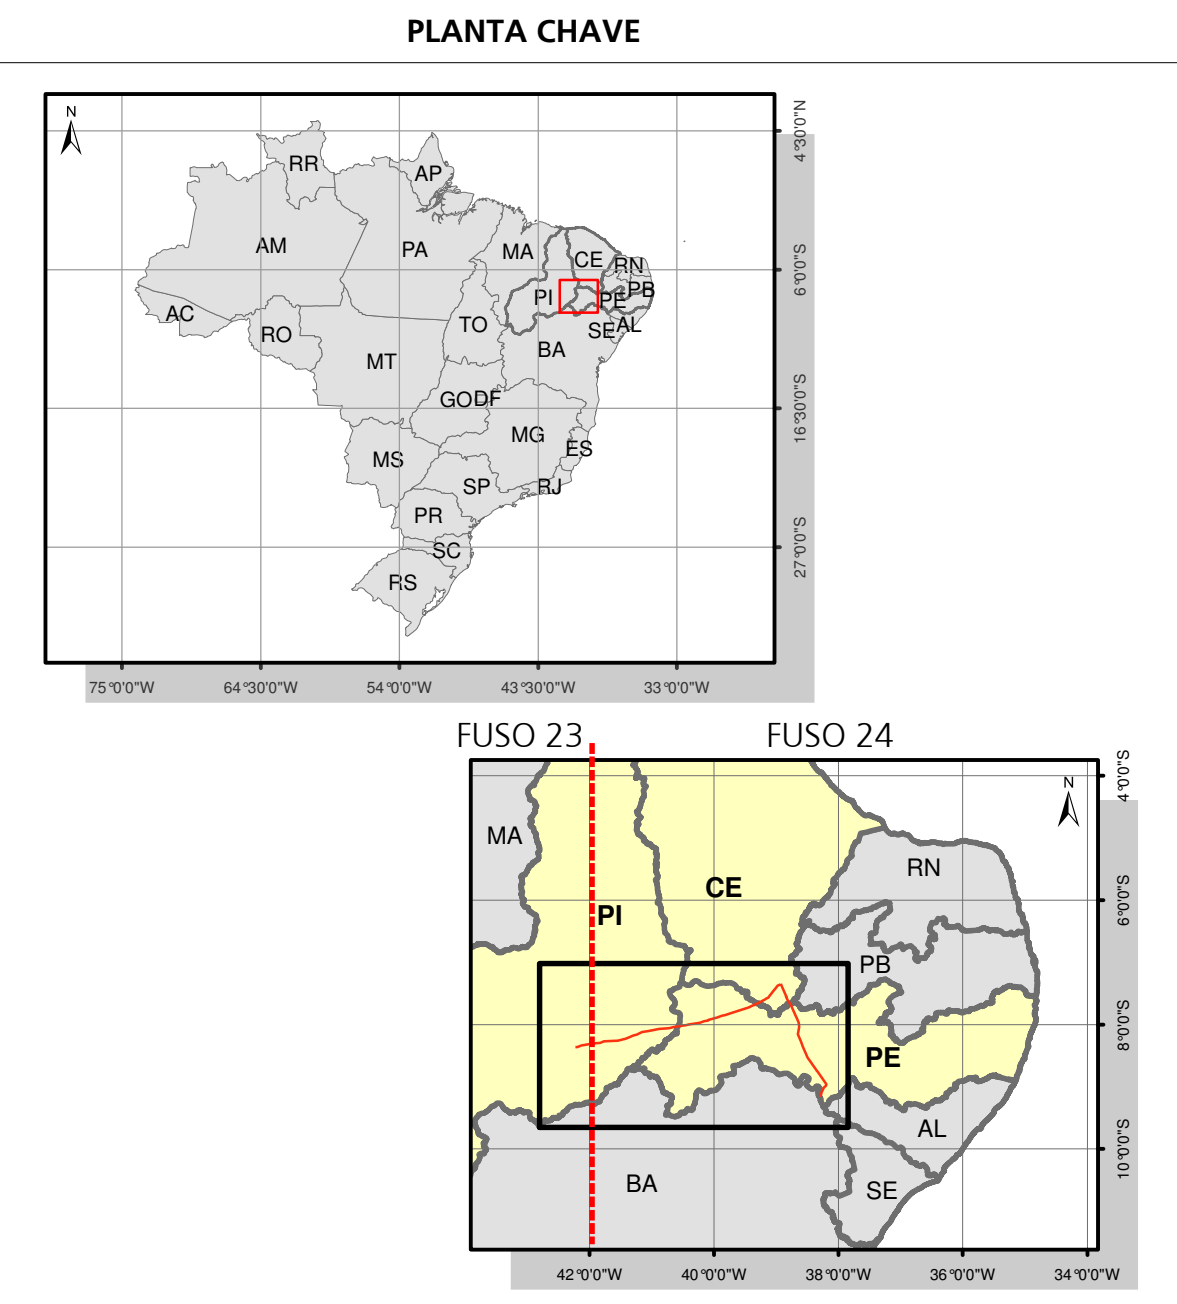 PLANTA CHAVE
N
4°30'0"N
RR
AP
AM
PA
MA
CE
RN
6°0'0"S
PI
PB
PE
AC
TO
SE
AL
RO
BA
MT
GO
DF
16°30'0"S
MG
ES
MS
SP
RJ
PR
SC
27°0'0"S
RS
75°0'0"W 64°30'0"W 54°0'0"W 43°30'0"W 33°0'0"W
FUSO 23 FUSO 24
4°0'0"S
N
MA
RN
CE
6°0'0"S
PI
PB
8°0'0"S
PE
AL
10°0'0"S
BA
SE
42°0'0"W 40°0'0"W 38°0'0"W 36°0'0"W 34°0'0"W